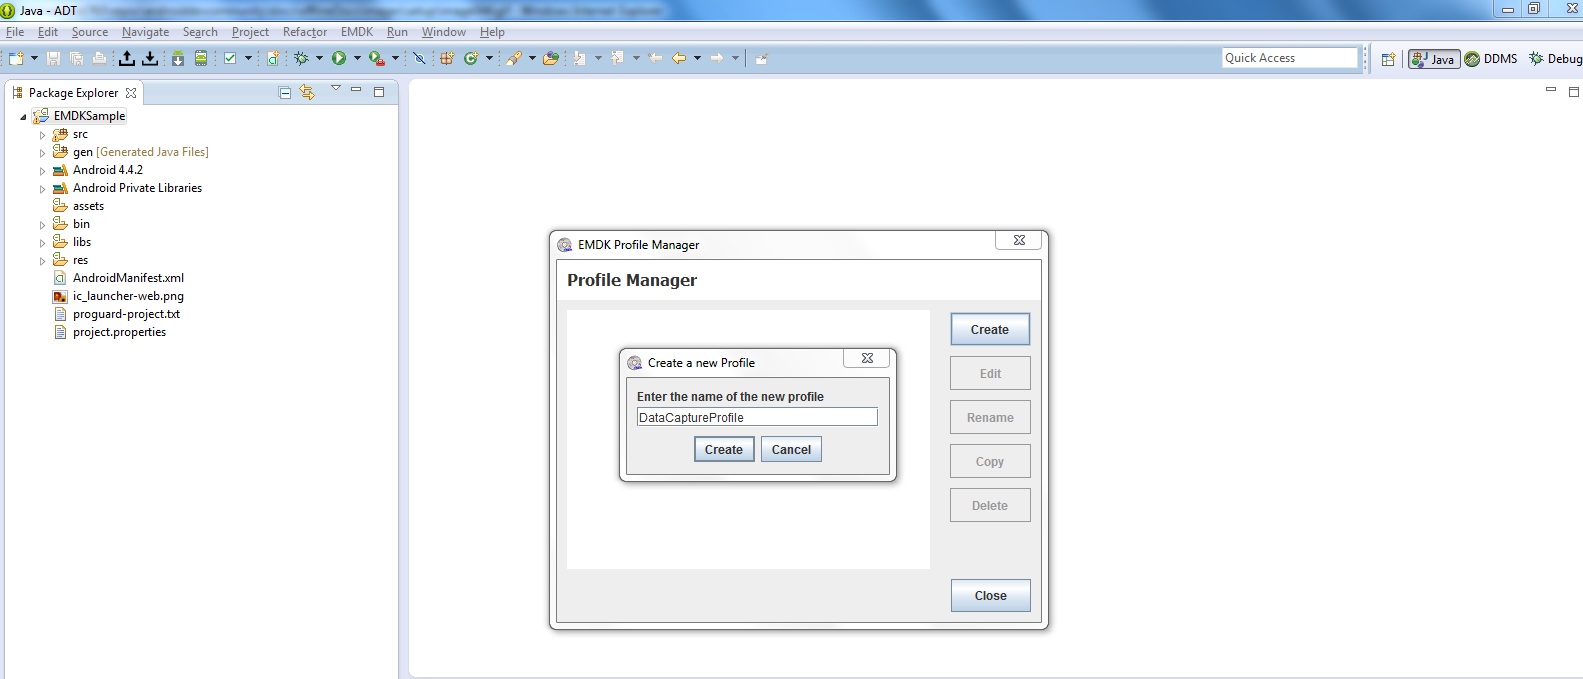 Java - ADT
File Edit Source Navigate Search Project Refactor EMDK Run Window Help
Quick Access Java DDMS Debug
Package Explorer
EMDKSample
src
gen [Generated Java Files]
Android 4.4.2
Android Private Libraries
assets
bin
libs
res
AndroidManifest.xml
ic_launcher-web.png
proguard-project.txt
project.properties
EMDK Profile Manager
Profile Manager
Create
Edit
Rename
Copy
Delete
Close
Create a new Profile
Enter the name of the new profile
DataCaptureProfile
Create Cancel